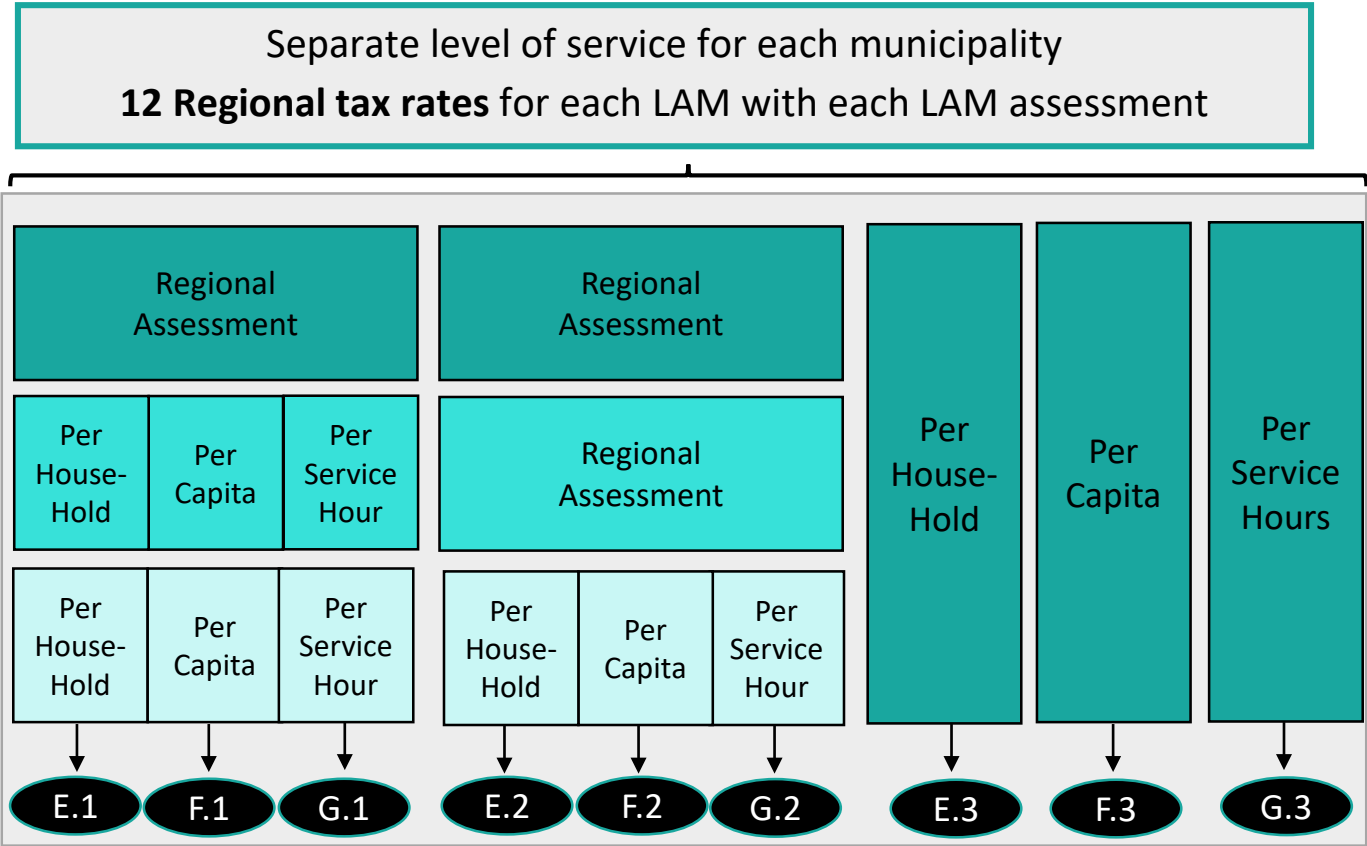 Separate level of service for each municipality
12 Regional tax rates for each LAM with each LAM assessment
Regional
Assessment
Regional
Assessment
Per
House-
Hold
Per
Capita
Per
Service
Hour
Regional
Assessment
Per
House-
Hold
Per
Capita
Per
Service
Hour
Per
House-
Hold
Per
Capita
Per
Service
Hour
Per
House-
Hold
Per
Capita
Per
Service
Hours
E.1
F.1
G.1
E.2
F.2
G.2
E.3
F.3
G.3